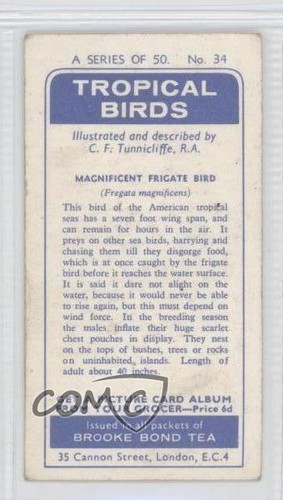 A SERIES OF 50. No. 34
TROPICAL
BIRDS
Illustrated and described by
C. F. Tunnicliffe, R.A.
MAGNIFICENT FRIGATE BIRD
(Fregata magnificens)
This bird of the American tropical
seas has a seven foot wing span, and
can remain for hours in the air. It
preys on other sea birds, harrying and
chasing them till they disgorge food,
which is at once caught by the frigate
bird before it reaches the water surface.
It is said it dare not alight on the
water, because it would never be able
to rise again, but this must depend on
wind force. In the breeding season
the males inflate their huge scarlet
chest pouches in display. They nest
on the tops of bushes, trees or rocks
on uninhabited islands. Length of
adult about 40 inches.
GET A PICTURE CARD ALBUM
FROM YOUR GROCER—Price 6d
COMC
Issued in all packets of
BROOKE BOND TEA
35 Cannon Street, London, E.C.4